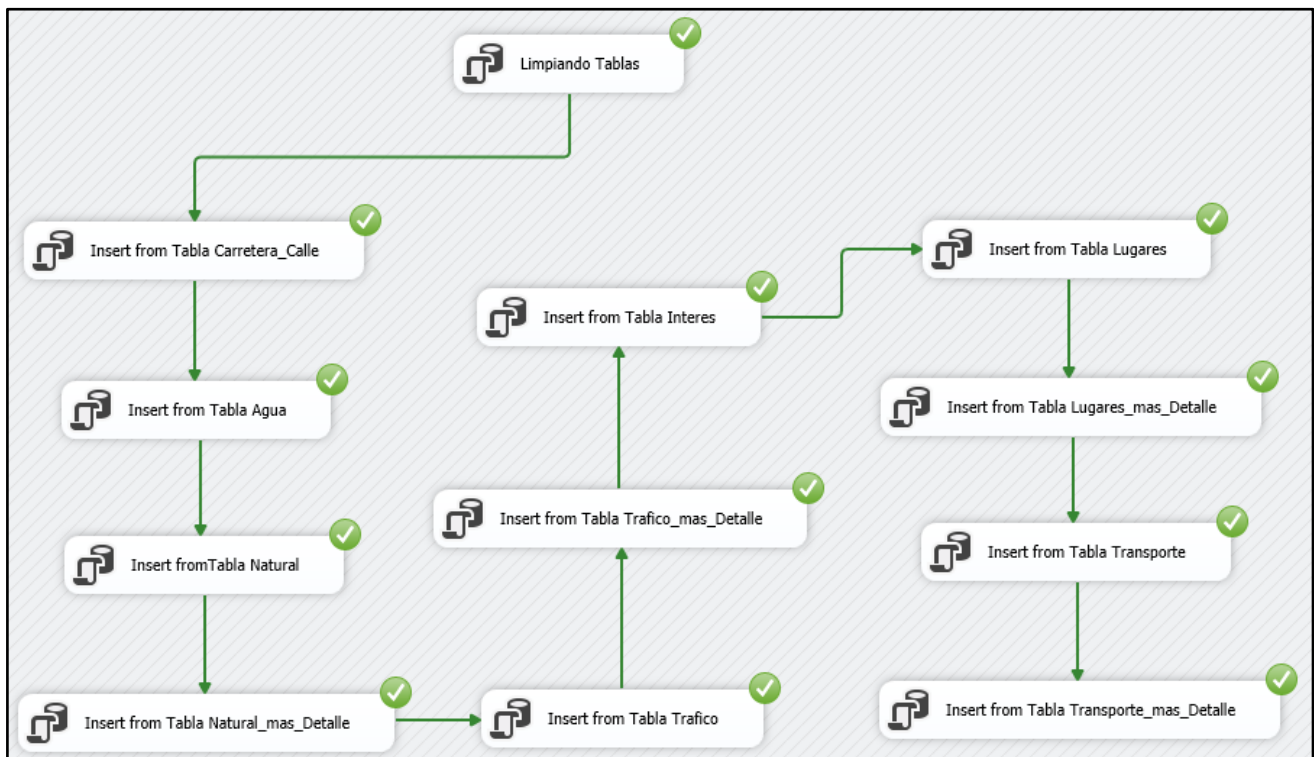 Limpiando Tablas
Insert from Tabla Carretera_Calle
Insert from Tabla Agua
Insert fromTabla Natural
Insert from Tabla Natural_mas_Detalle
Insert from Tabla Trafico
Insert from Tabla Trafico_mas_Detalle
Insert from Tabla Interes
Insert from Tabla Lugares
Insert from Tabla Lugares_mas_Detalle
Insert from Tabla Transporte
Insert from Tabla Transporte_mas_Detalle